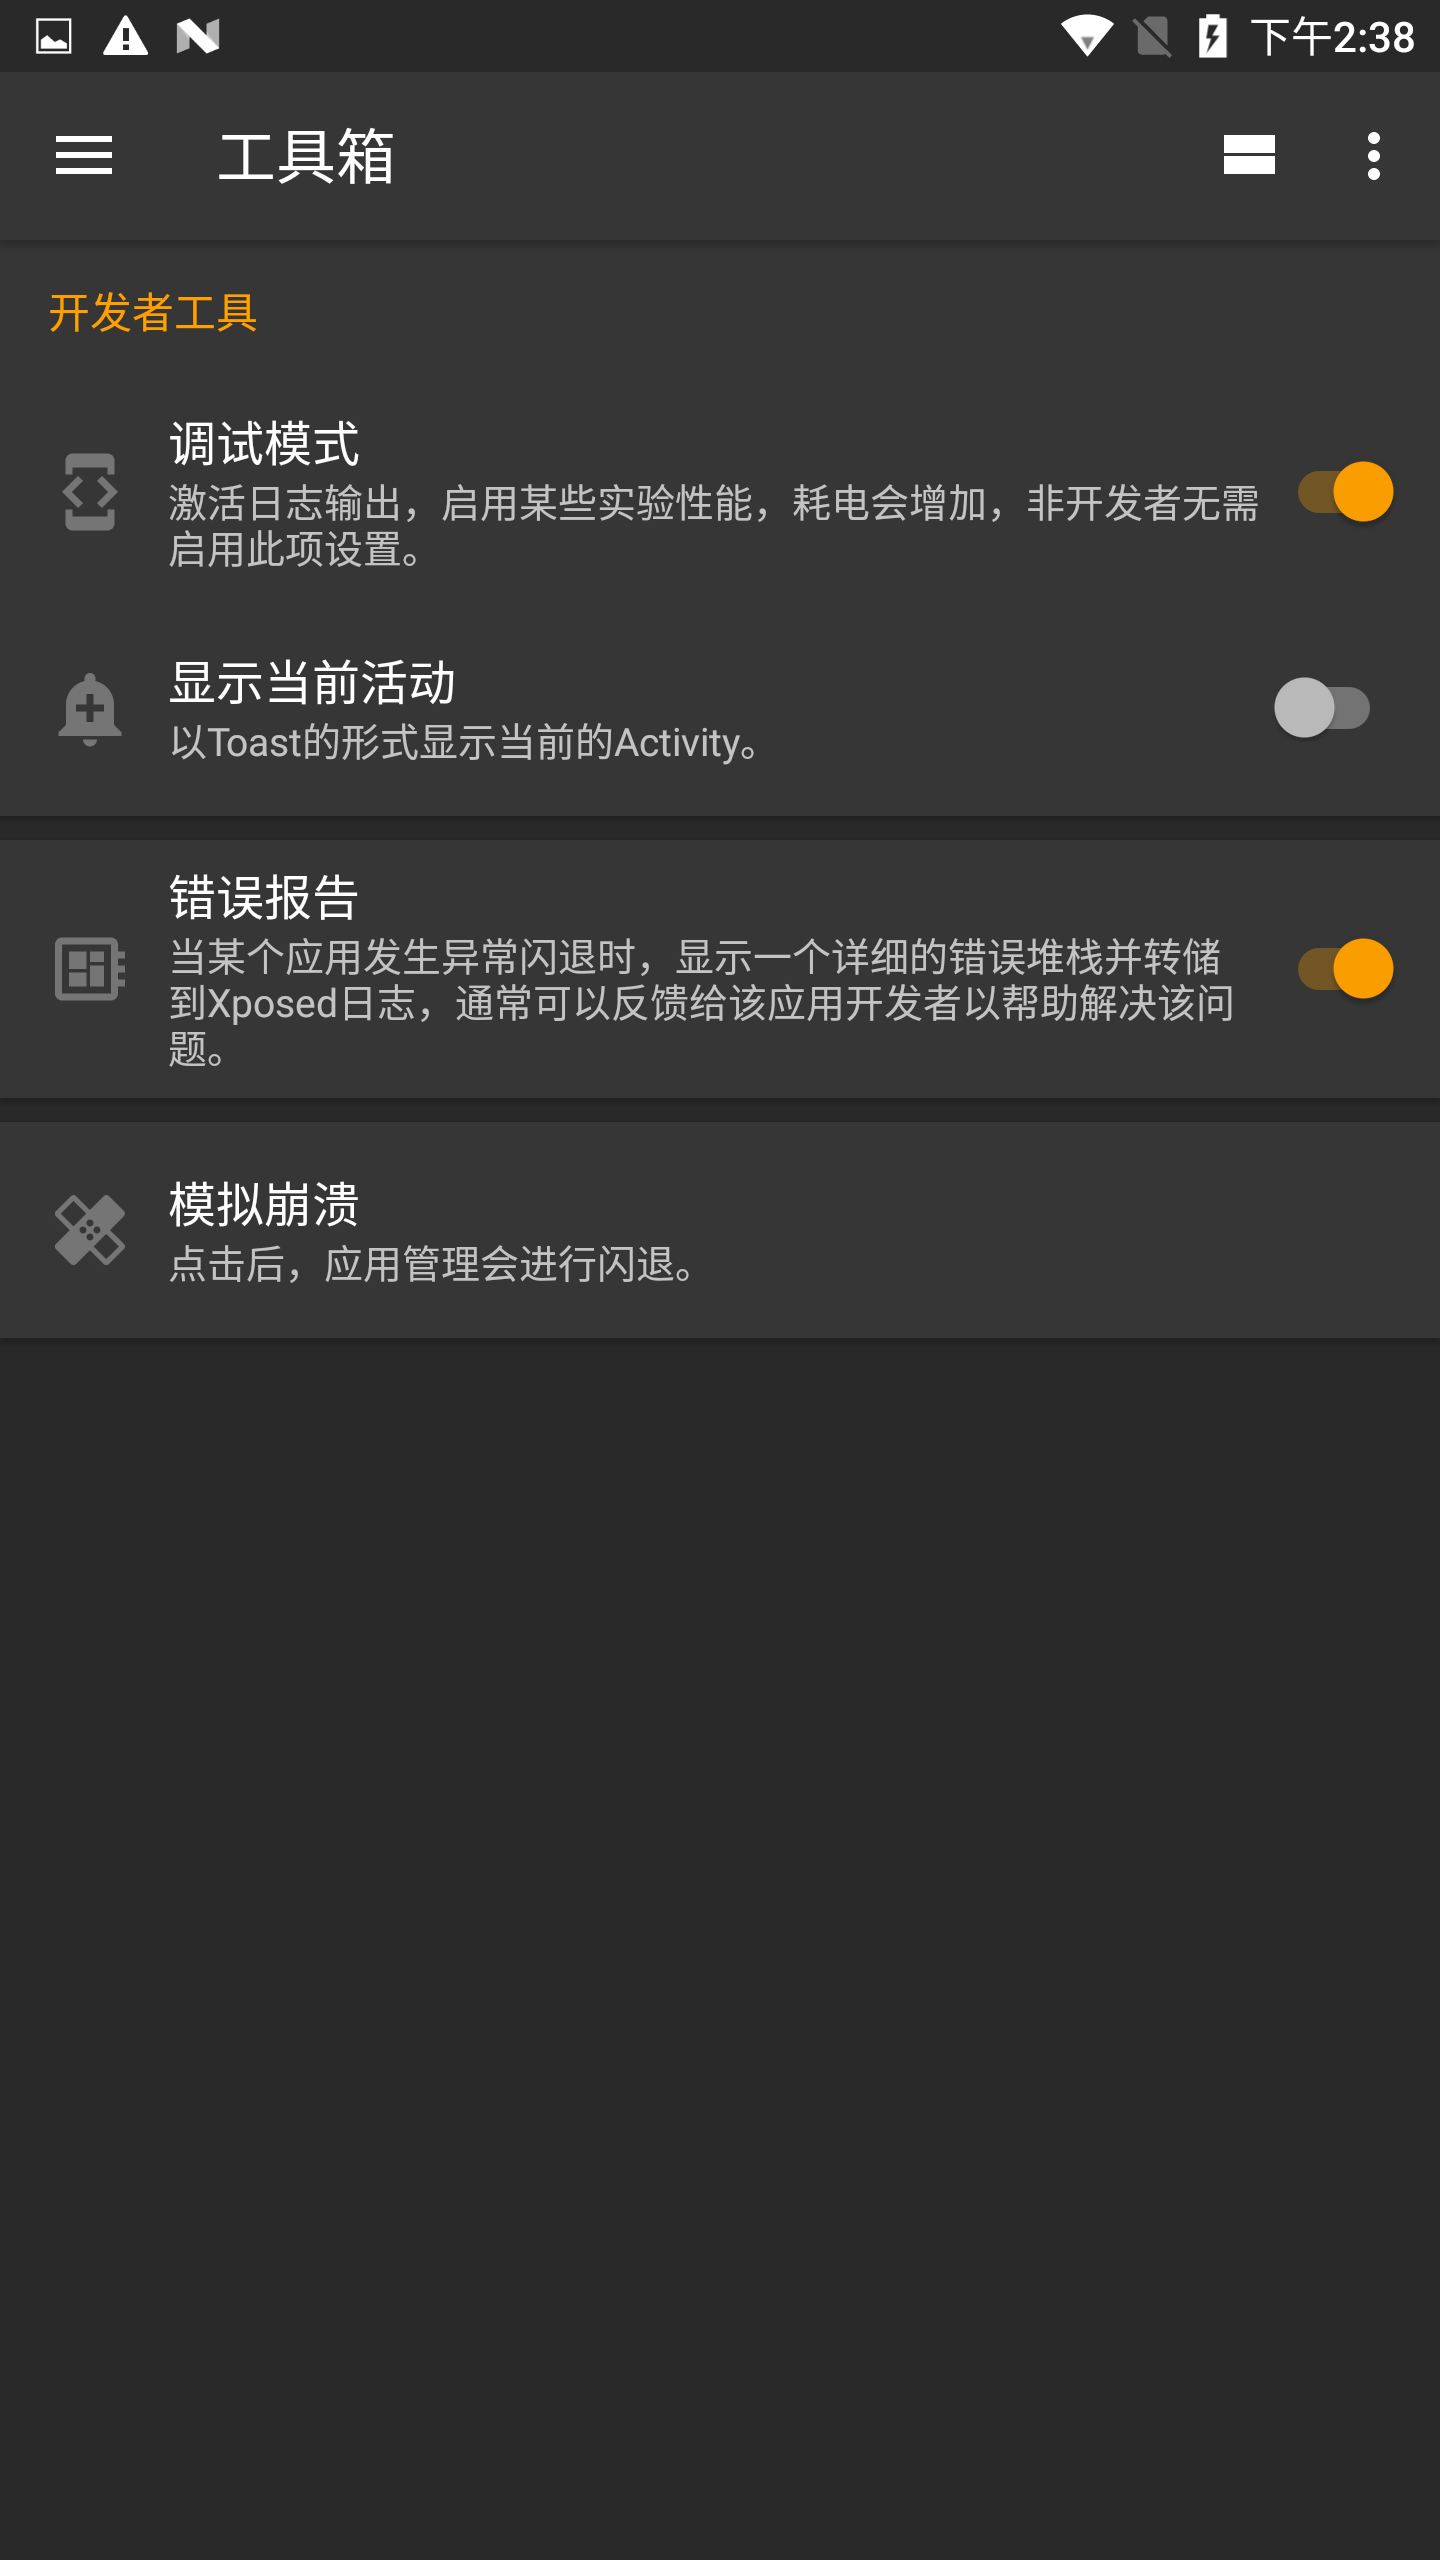 下午2:38
工具箱
开发者工具
调试模式
激活日志输出，启用某些实验性能，耗电会增加，非开发者无需
启用此项设置。
显示当前活动
以Toast的形式显示当前的Activity。
错误报告
当某个应用发生异常闪退时，显示一个详细的错误堆栈并转储
到Xposed日志，通常可以反馈给该应用开发者以帮助解决该问
题。
模拟崩溃
点击后，应用管理会进行闪退。